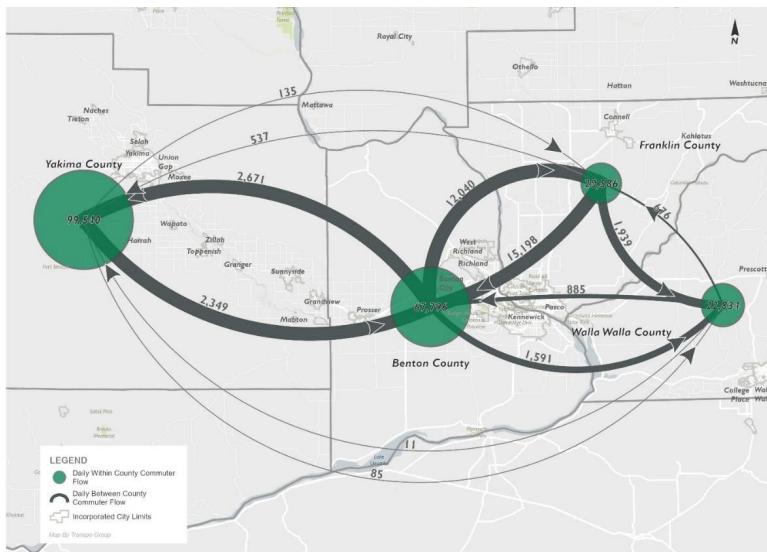 Royal City
N
Othello
Hatton
Washtucna
Mattawa
135
Naches
Tieton
Connell
537
Kahlotus
Selah
Yakima
Union
Gap
Franklin County
Yakima County
Moxee
2,671
12,040
676
99,510
Wapato
Harrah
Zillah
Toppenish
Granger
West
Richland
Richland
15,198
1,939
Sunnyside
Prescott
2,349
Grandview
Mabton
Prosser
885
67,796
Pasco
Kennewick
Walla Walla County
Benton County
1,591
College
Place
11
85
LEGEND
Daily Within County Commuter
Flow
Daily Between County
Commuter Flow
Incorporated City Limits
Map By Transpo Group